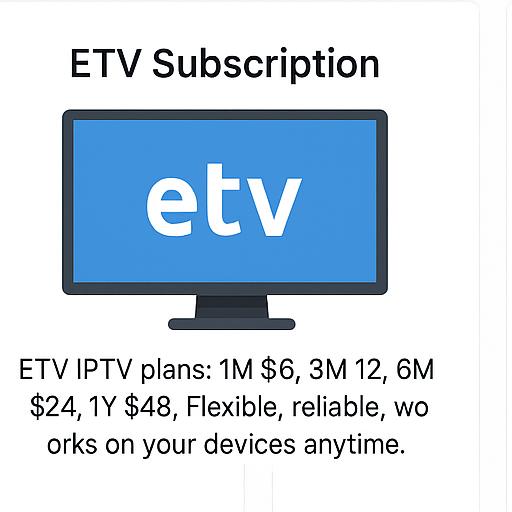 ETV Subscription
etv
ETV IPTV plans: 1M $6, 3M 12, 6M
$24, 1Y $48, Flexible, reliable, wo
orks on your devices anytime.